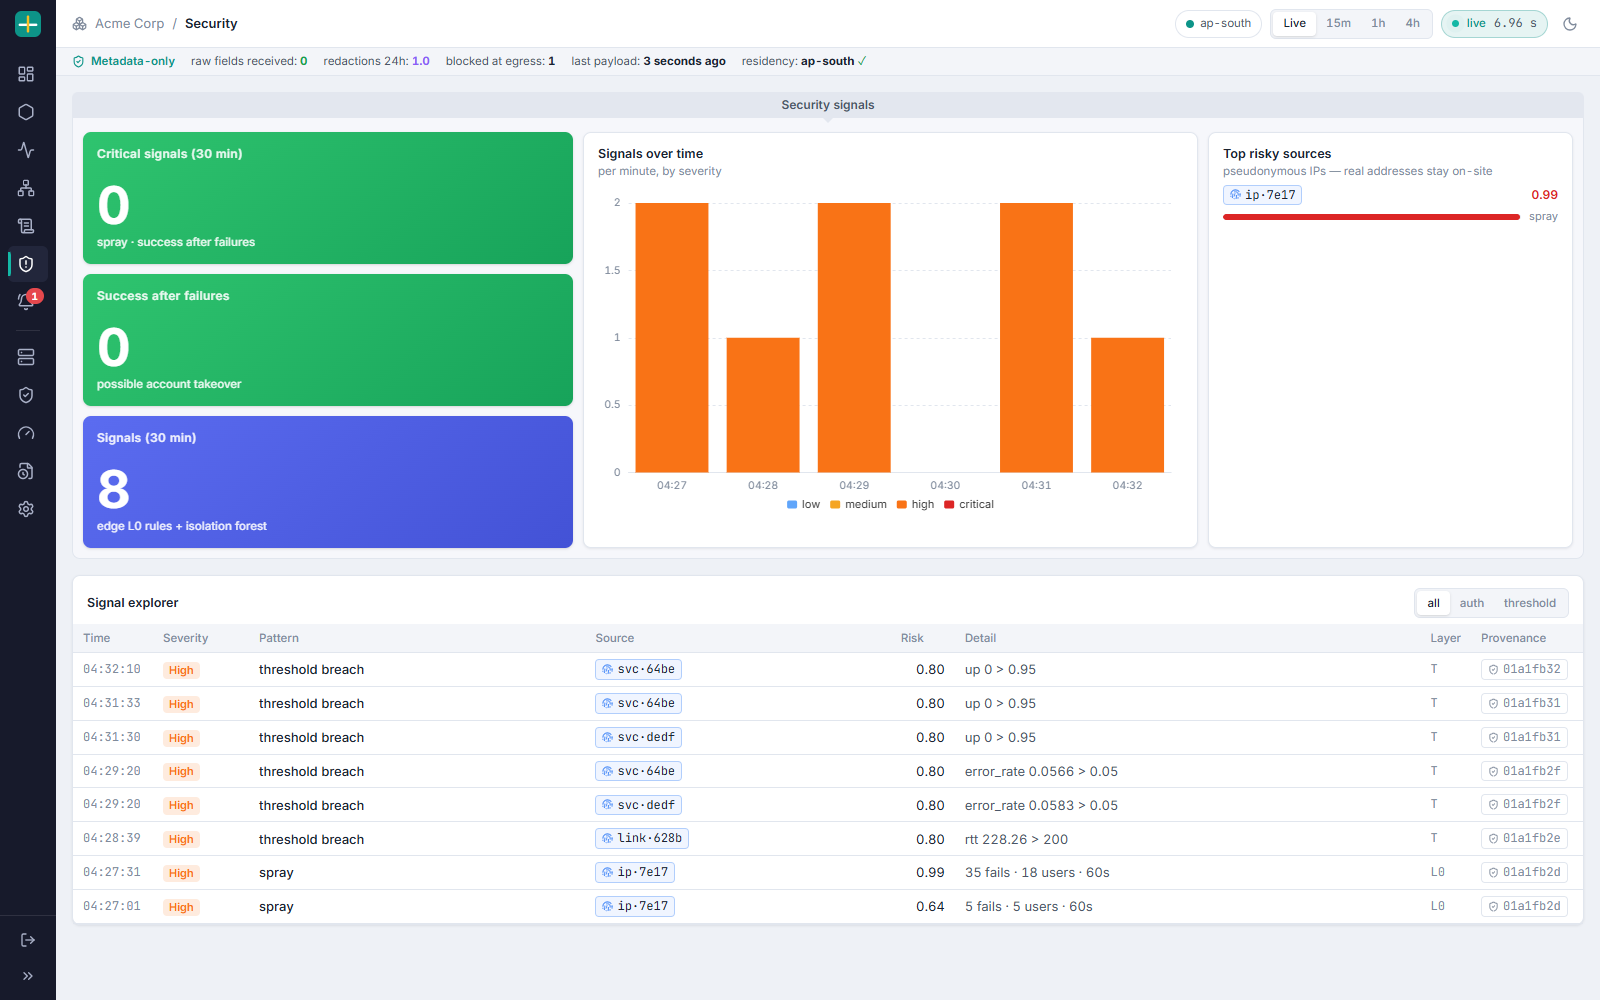 Acme Corp / Security
ap-south
Live 15m 1h 4h
live 6.96 s
Metadata-only raw fields received: 0 redactions 24h: 1.0 blocked at egress: 1 last payload: 3 seconds ago residency: ap-south ✓
1
Security signals
Critical signals (30 min)
0
spray · success after failures
Success after failures
0
possible account takeover
Signals (30 min)
8
edge L0 rules + isolation forest
Signals over time
per minute, by severity
2
1.5
1
0.5
0
04:27 04:28 04:29 04:30 04:31 04:32
low medium high critical
Top risky sources
pseudonymous IPs — real addresses stay on-site
ip·7e17 0.99
spray
Signal explorer
all auth threshold
Time Severity Pattern Source Risk Detail Layer Provenance
04:32:10 High threshold breach svc·64be 0.80 up 0 > 0.95 T 01a1fb32
04:31:33 High threshold breach svc·64be 0.80 up 0 > 0.95 T 01a1fb31
04:31:30 High threshold breach svc·dedf 0.80 up 0 > 0.95 T 01a1fb31
04:29:20 High threshold breach svc·64be 0.80 error_rate 0.0566 > 0.05 T 01a1fb2f
04:29:20 High threshold breach svc·dedf 0.80 error_rate 0.0583 > 0.05 T 01a1fb2f
04:28:39 High threshold breach link·628b 0.80 rtt 228.26 > 200 T 01a1fb2e
04:27:31 High spray ip·7e17 0.99 35 fails · 18 users · 60s L0 01a1fb2d
04:27:01 High spray ip·7e17 0.64 5 fails · 5 users · 60s L0 01a1fb2d